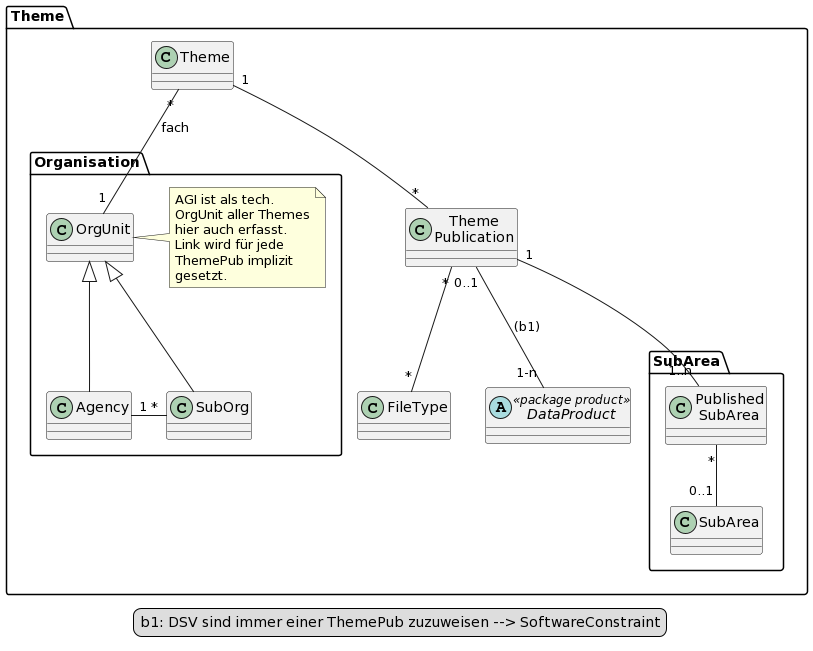 Theme
C Theme
1
*
fach
Organisation
1
*
AGI ist als tech.
OrgUnit aller Themes
hier auch erfasst.
Link wird für jede
ThemePub implizit
gesetzt.
C OrgUnit
C Theme
Publication
1
* 0..1
(b1)
SubArea
*
1-n
1..n
C Agency
1 *
C SubOrg
C FileType
A «package product»
DataProduct
C Published
SubArea
*
0..1
C SubArea
b1: DSV sind immer einer ThemePub zuzuweisen --> SoftwareConstraint